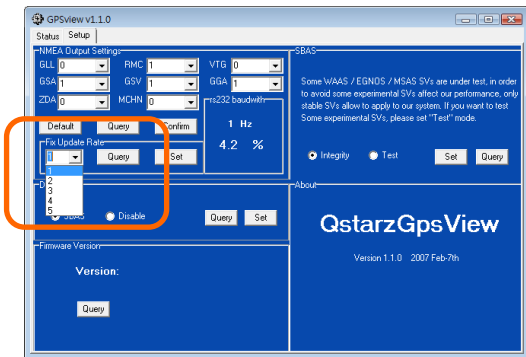 GPSview v1.1.0
Status Setup
NMEA Output Settings
GLL 0 RMC 1 VTG 0
GSA 1 GSV 1 GGA 1
ZDA 0 MCHN 0 rs232 baudwith
Default Query Confirm
1 Hz
4.2 %
Fix Update Rate
1 Query Set
1
2
3
4
5
SBAS Disable Query Set
Firmware Version
Version:
Query
SBAS
Some WAAS / EGNOS / MSAS SVs are under test, in order
to avoid some experimental SVs affect our performance, only
stable SVs allow to apply to our system. If you want to test
Some experimental SVs, please set "Test" mode.
Integrity Test Set Query
About
QstarzGpsView
Version 1.1.0 2007 Feb-7th